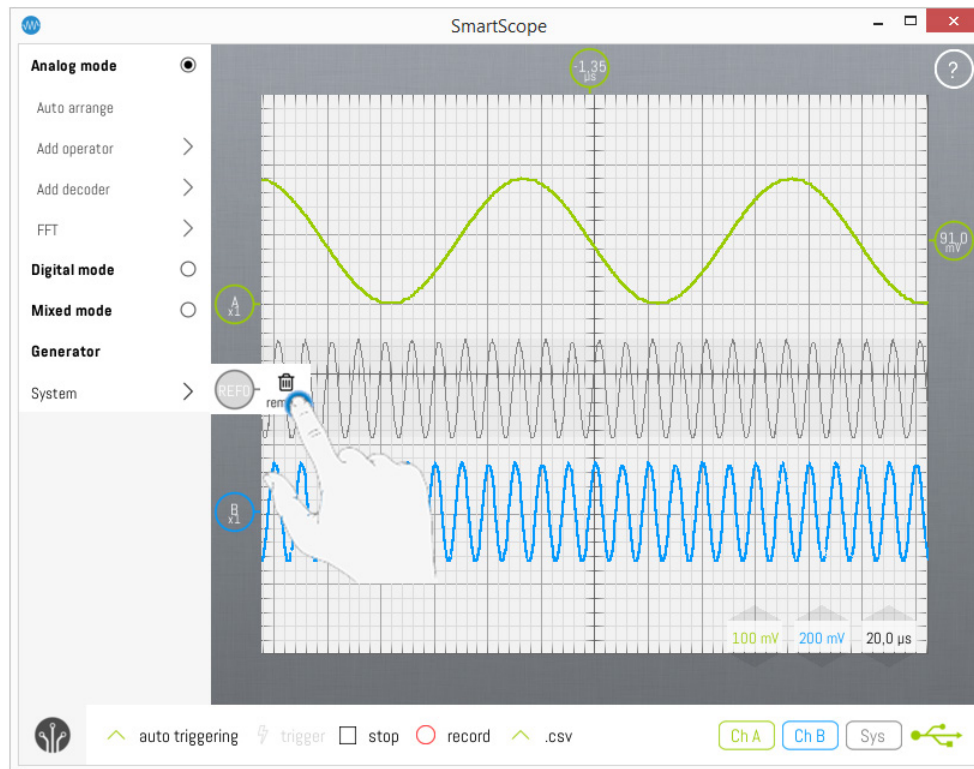 SmartScope
Analog mode
Auto arrange
Add operator
Add decoder
FFT
Digital mode
Mixed mode
Generator
System
-1,35
µs
?
91,0
mV
A
x1
REF0
B
x1
100 mV
200 mV
20,0 µs
auto triggering
trigger
stop
record
.csv
Ch A
Ch B
Sys